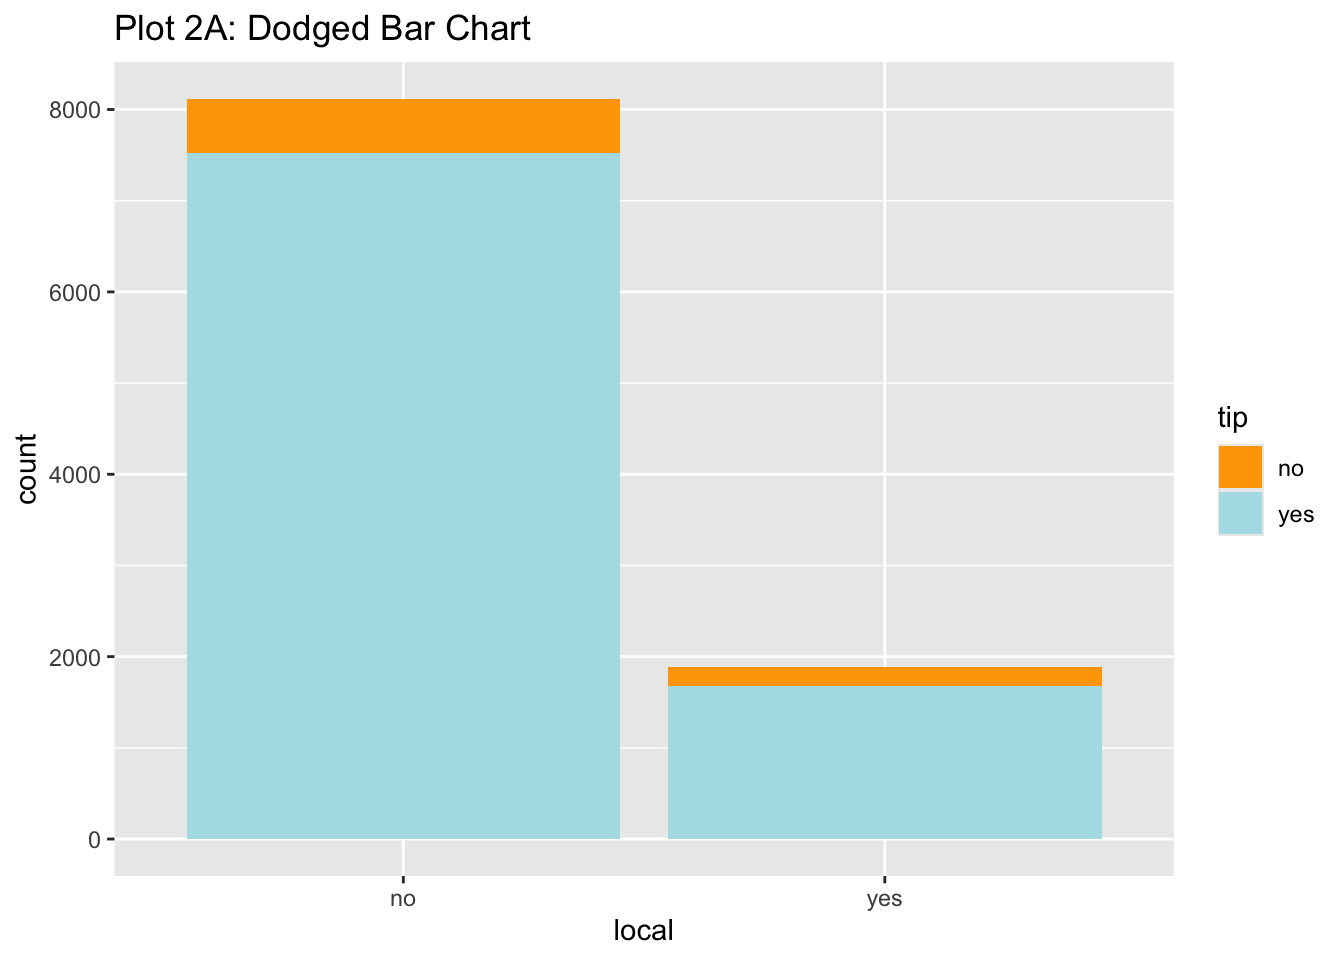 Plot 2A: Dodged Bar Chart
8000
6000
4000
2000
0
count
no
yes
local
tip
no
yes